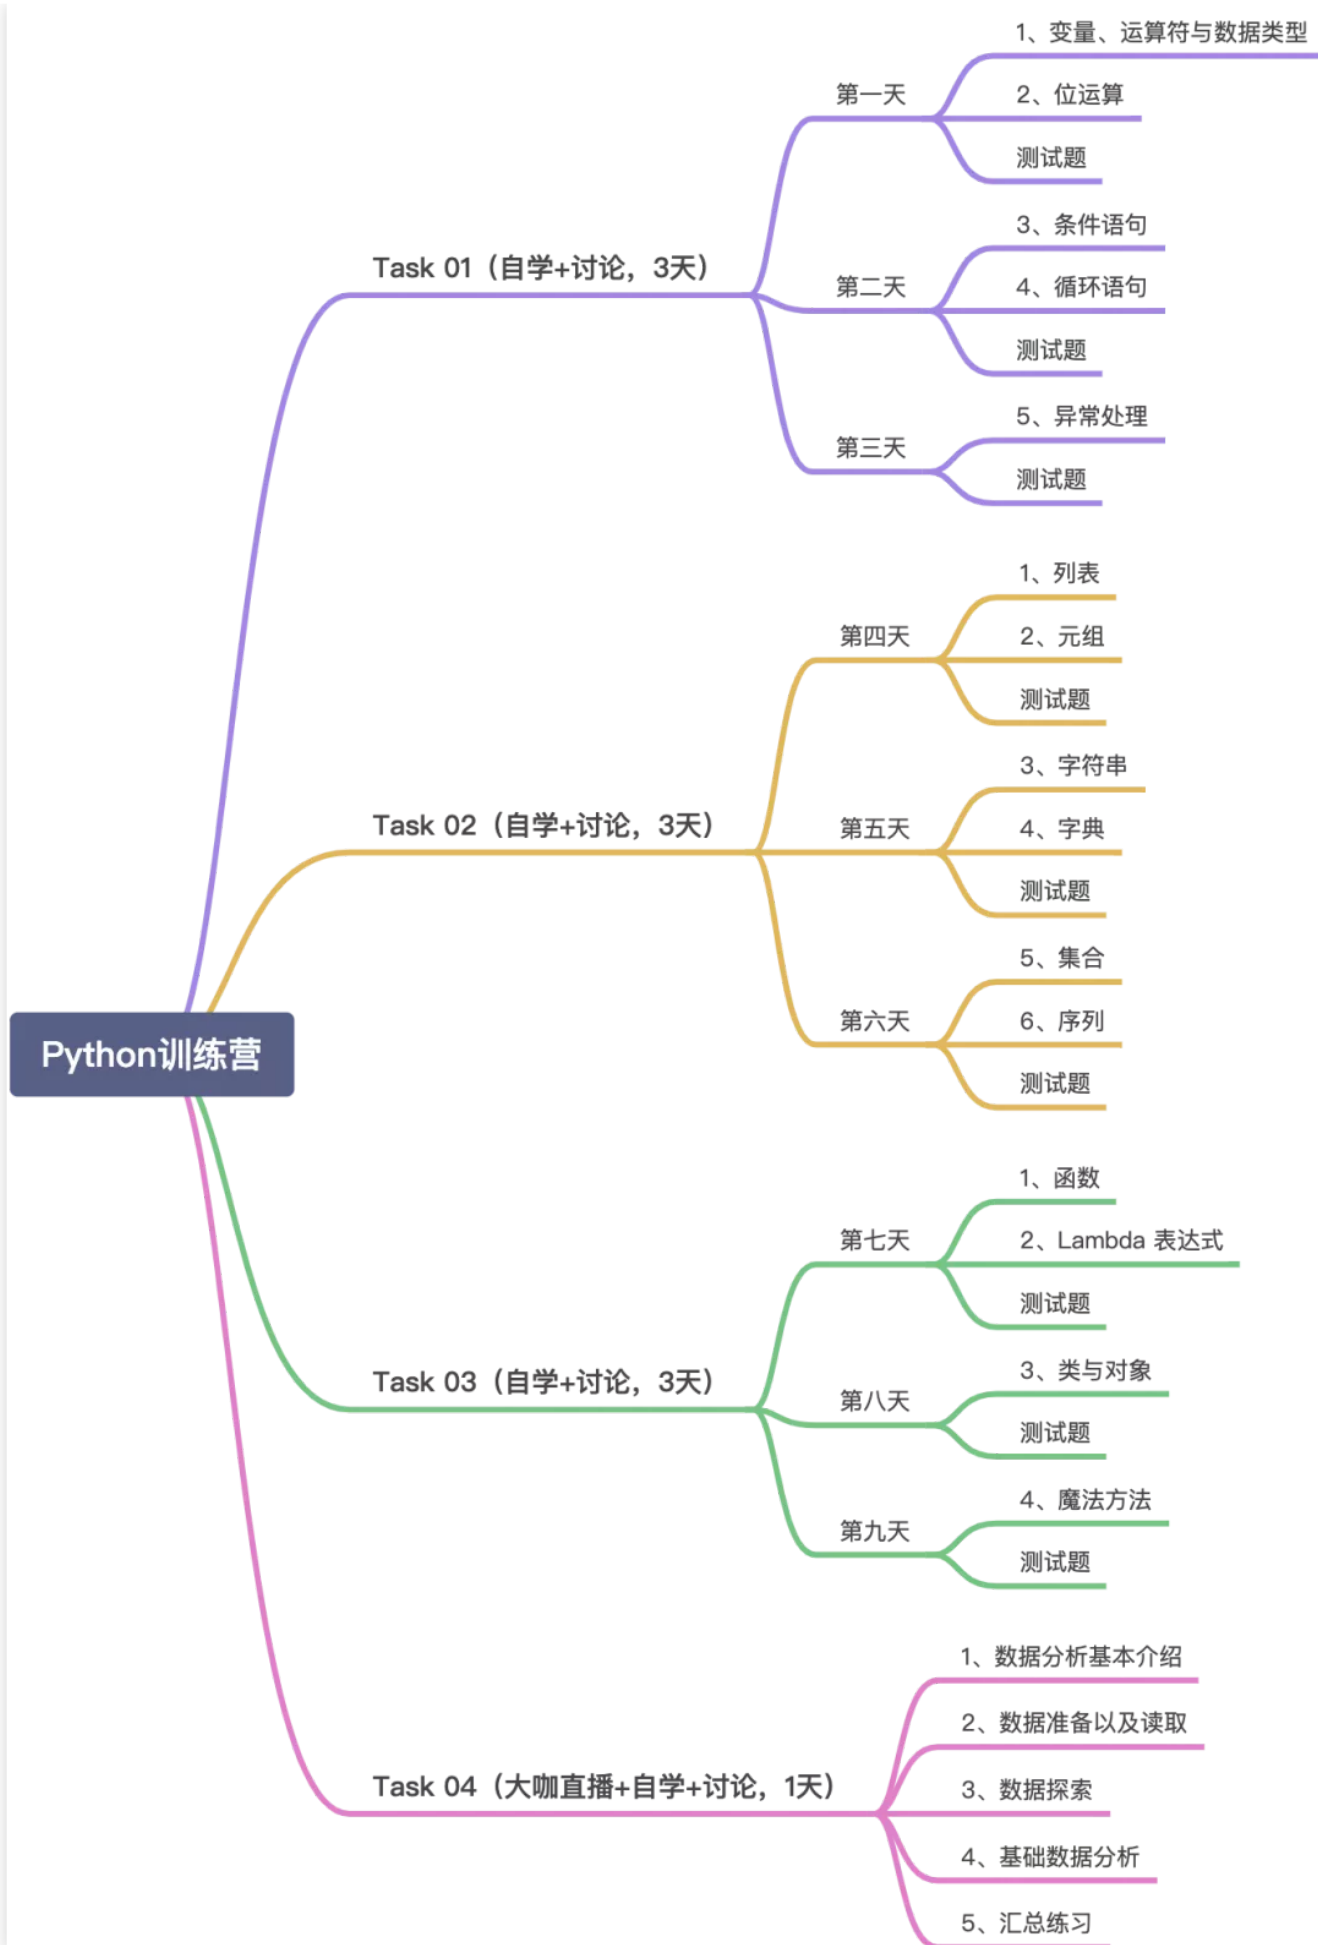 Python训练营
Task 01（自学+讨论，3天）
第一天
1、变量、运算符与数据类型
2、位运算
测试题
第二天
3、条件语句
4、循环语句
测试题
第三天
5、异常处理
测试题
Task 02（自学+讨论，3天）
第四天
1、列表
2、元组
测试题
第五天
3、字符串
4、字典
测试题
第六天
5、集合
6、序列
测试题
Task 03（自学+讨论，3天）
第七天
1、函数
2、Lambda 表达式
测试题
第八天
3、类与对象
测试题
第九天
4、魔法方法
测试题
Task 04（大咖直播+自学+讨论，1天）
1、数据分析基本介绍
2、数据准备以及读取
3、数据探索
4、基础数据分析
5、汇总练习